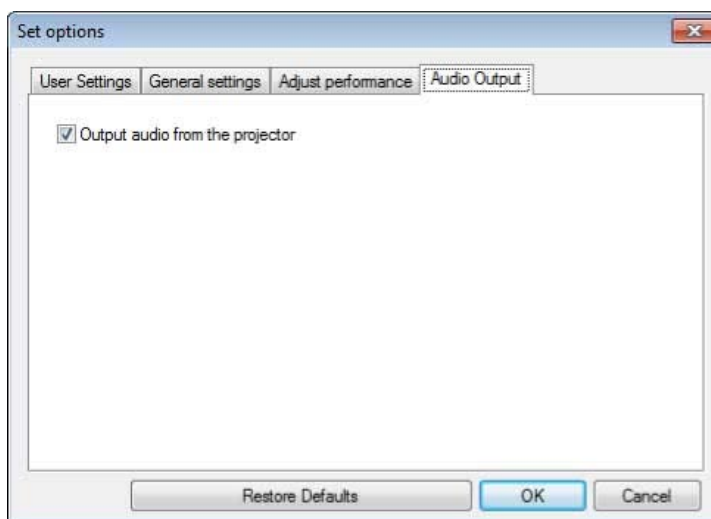 Set options
User Settings General settings Adjust performance Audio Output
Output audio from the projector
Restore Defaults OK Cancel